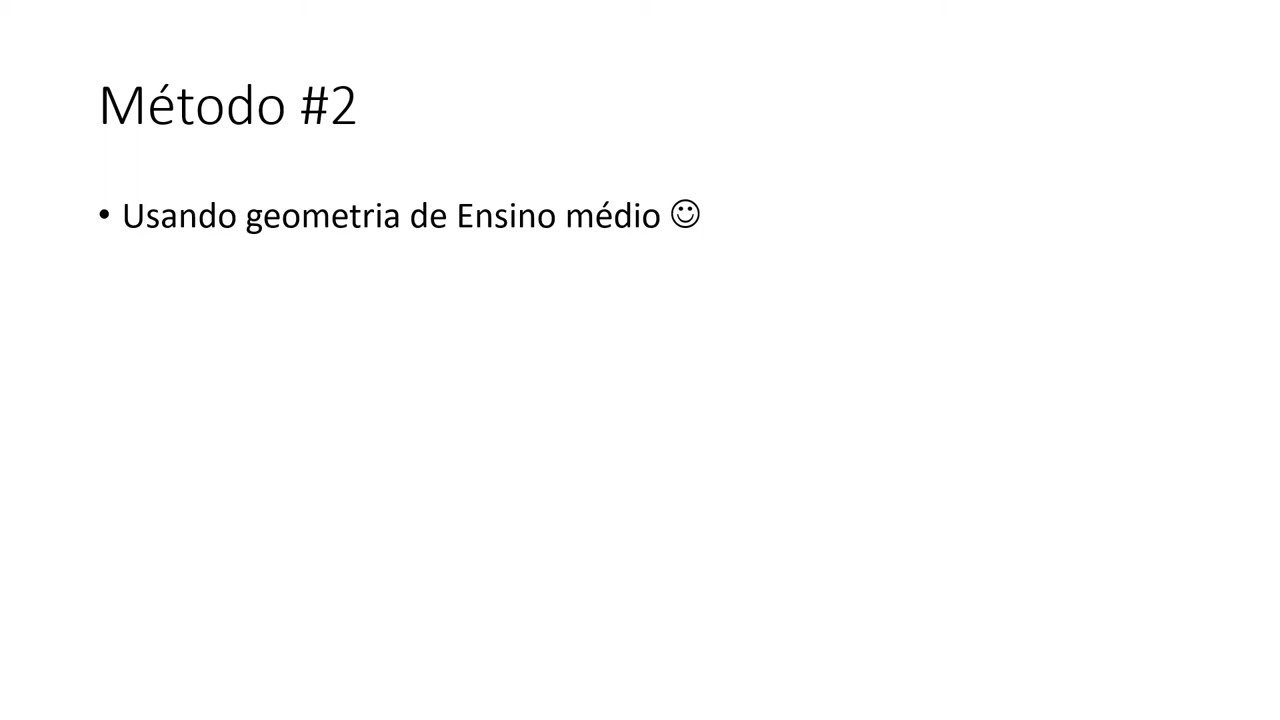 Método #2
• Usando geometria de Ensino médio ☺